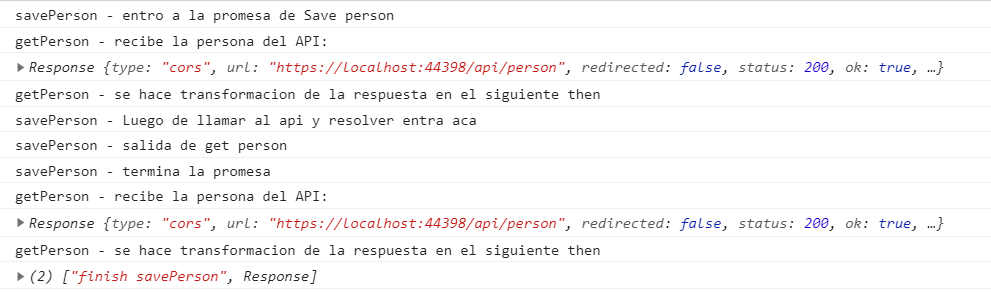 savePerson - entro a la promesa de Save person
getPerson - recibe la persona del API:
Response {type: "cors", url: "https://localhost:44398/api/person", redirected: false, status: 200, ok: true, …}
getPerson - se hace transformacion de la respuesta en el siguiente then
savePerson - Luego de llamar al api y resolver entra aca
savePerson - salida de get person
savePerson - termina la promesa
getPerson - recibe la persona del API:
Response {type: "cors", url: "https://localhost:44398/api/person", redirected: false, status: 200, ok: true, …}
getPerson - se hace transformacion de la respuesta en el siguiente then
(2) ["finish savePerson", Response]